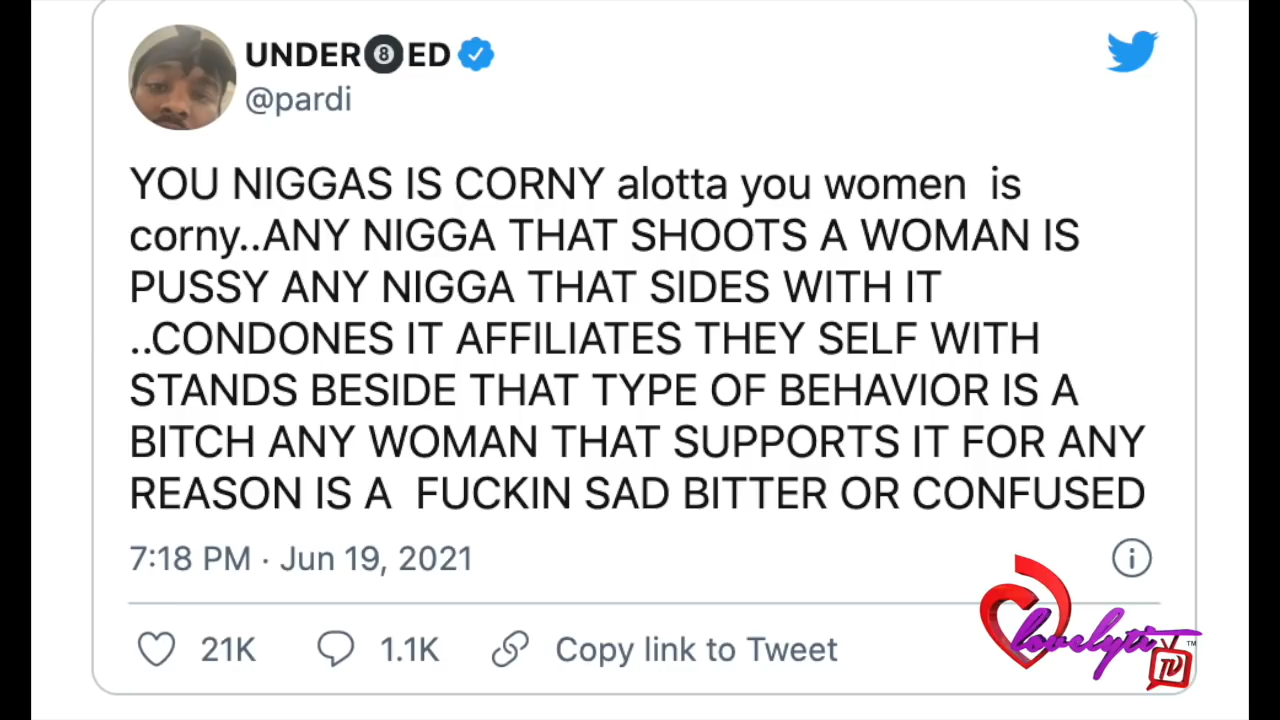 UNDER8ED
@pardi
YOU NIGGAS IS CORNY alotta you women is
corny..ANY NIGGA THAT SHOOTS A WOMAN IS
PUSSY ANY NIGGA THAT SIDES WITH IT
..CONDONES IT AFFILIATES THEY SELF WITH
STANDS BESIDE THAT TYPE OF BEHAVIOR IS A
BITCH ANY WOMAN THAT SUPPORTS IT FOR ANY
REASON IS A FUCKIN SAD BITTER OR CONFUSED
7:18 PM · Jun 19, 2021
21K 1.1K Copy link to Tweet
lovelyti TV ™